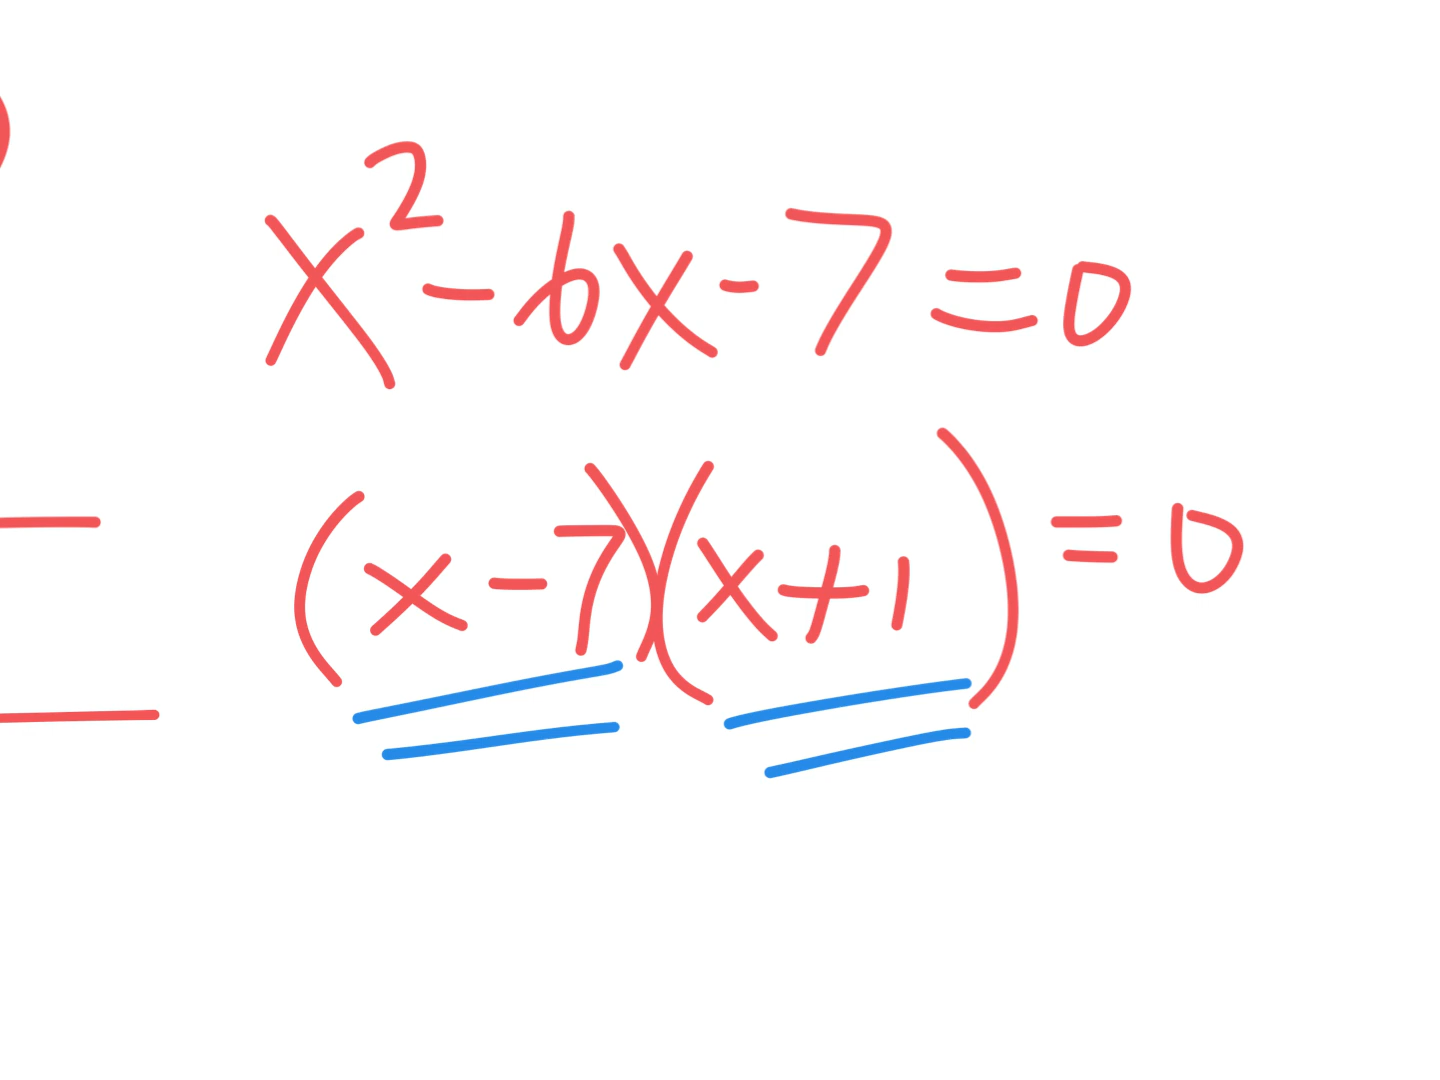 x² - 6x - 7 = 0
(x - 7)(x + 1) = 0